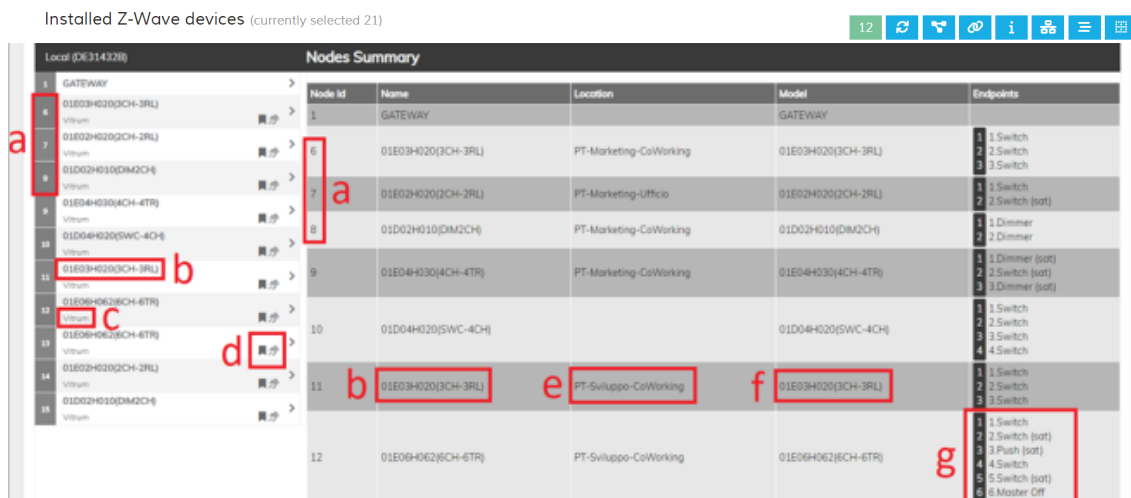 Installed Z-Wave devices (currently selected 21)
12
Local (DE31432B)
1 GATEWAY
6 01E03H020(3CH-3RL)
Vitrum
7 01E02H020(2CH-2RL)
Vitrum
8 01D02H010(DIM2CH)
Vitrum
9 01E04H030(4CH-4TR)
Vitrum
10 01D04H020(SWC-4CH)
Vitrum
11 01E03H020(3CH-3RL)
Vitrum
12 01E06H062(6CH-6TR)
Vitrum
13 01E06H062(6CH-6TR)
Vitrum
14 01E02H020(2CH-2RL)
Vitrum
15 01D02H010(DIM2CH)
Vitrum
a
b
c
d
Nodes Summary
Node Id Name Location Model Endpoints
1 GATEWAY GATEWAY
6 01E03H020(3CH-3RL) PT-Marketing-CoWorking 01E03H020(3CH-3RL)
1 1.Switch
2 2.Switch
3 3.Switch
7 01E02H020(2CH-2RL) PT-Marketing-Ufficio 01E02H020(2CH-2RL)
1 1.Switch
2 2.Switch (sat)
8 01D02H010(DIM2CH) PT-Marketing-CoWorking 01D02H010(DIM2CH)
1 1.Dimmer
2 2.Dimmer
9 01E04H030(4CH-4TR) PT-Marketing-CoWorking 01E04H030(4CH-4TR)
1 1.Dimmer (sat)
2 2.Switch (sat)
3 3.Dimmer (sat)
10 01D04H020(SWC-4CH) 01D04H020(SWC-4CH)
1 1.Switch
2 2.Switch
3 3.Switch
4 4.Switch
11 01E03H020(3CH-3RL) PT-Sviluppo-CoWorking 01E03H020(3CH-3RL)
1 1.Switch
2 2.Switch
3 3.Switch
12 01E06H062(6CH-6TR) PT-Sviluppo-CoWorking 01E06H062(6CH-6TR)
1 1.Switch
2 2.Switch (sat)
3 3.Push (sat)
4 4.Switch
5 5.Switch (sat)
6 6.Master Off
a
b
e
f
g